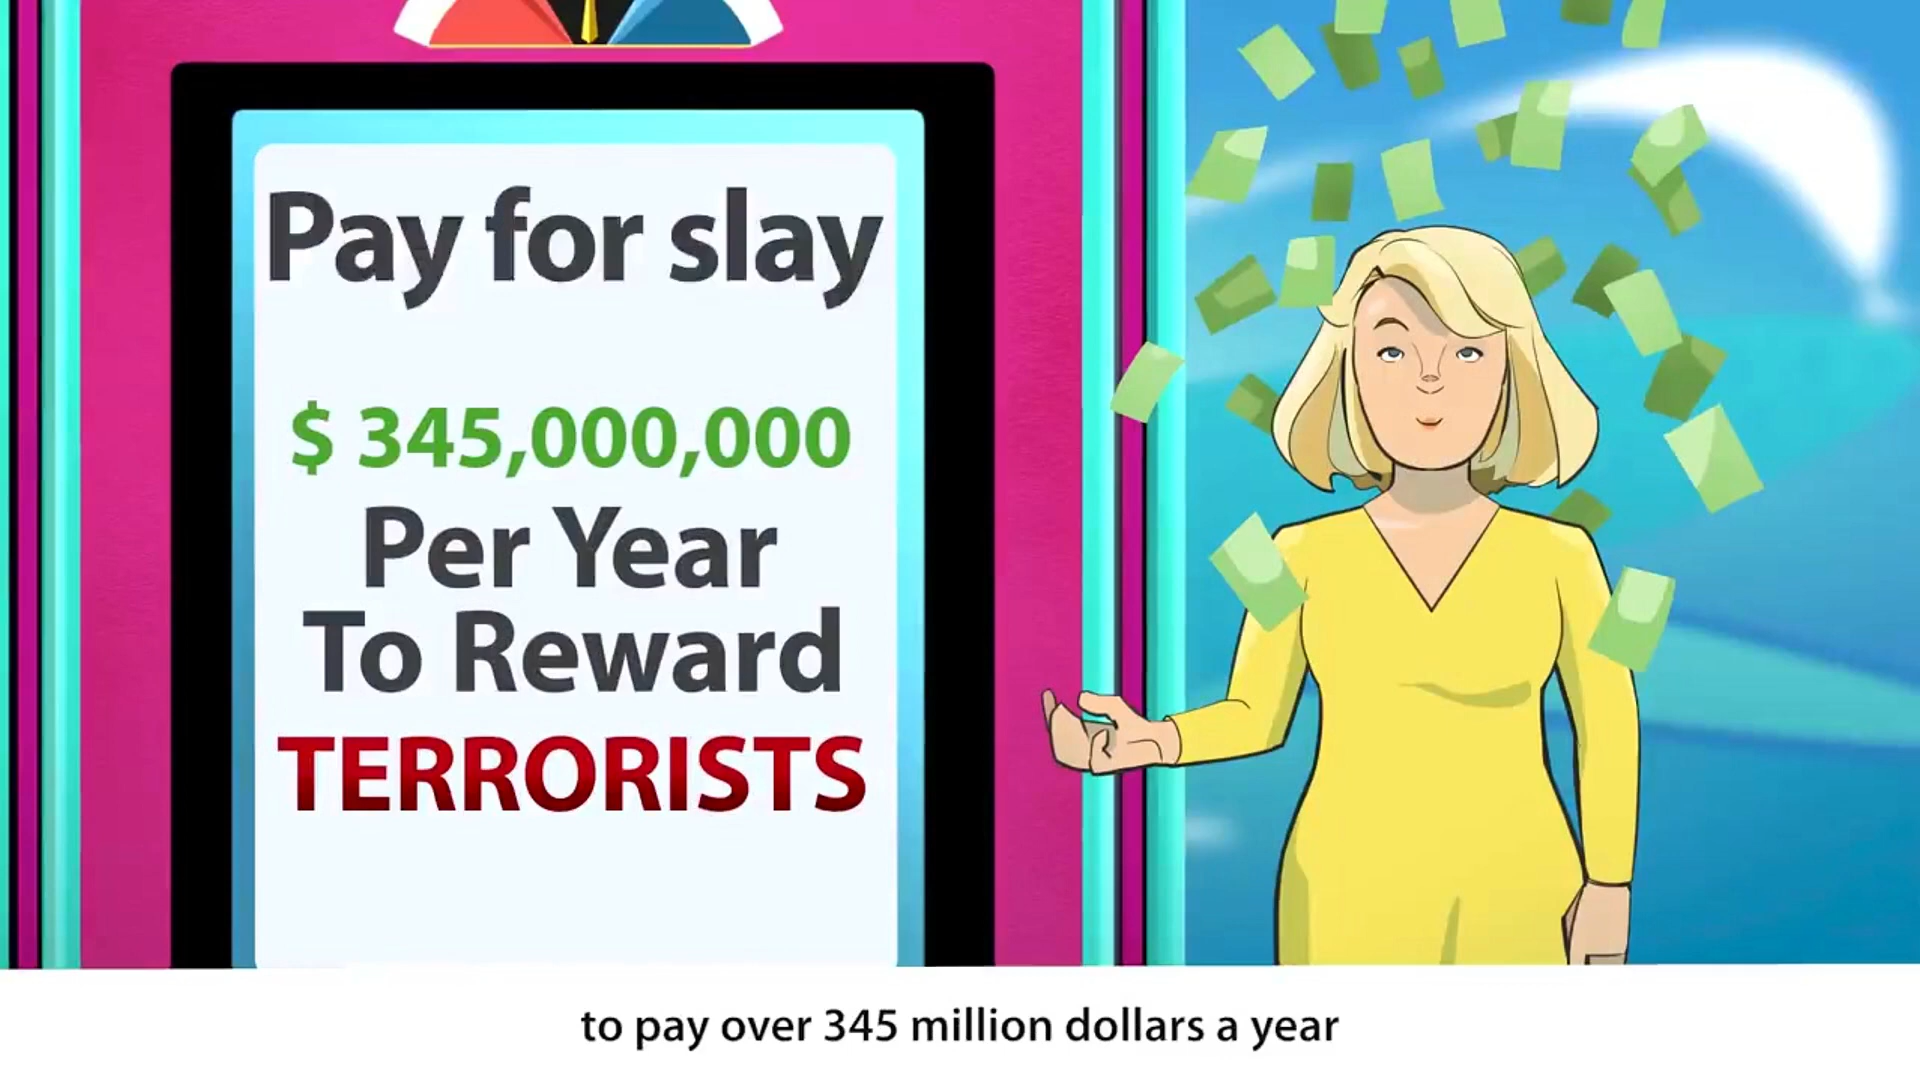 Pay for slay
$ 345,000,000
Per Year
To Reward
TERRORISTS
to pay over 345 million dollars a year